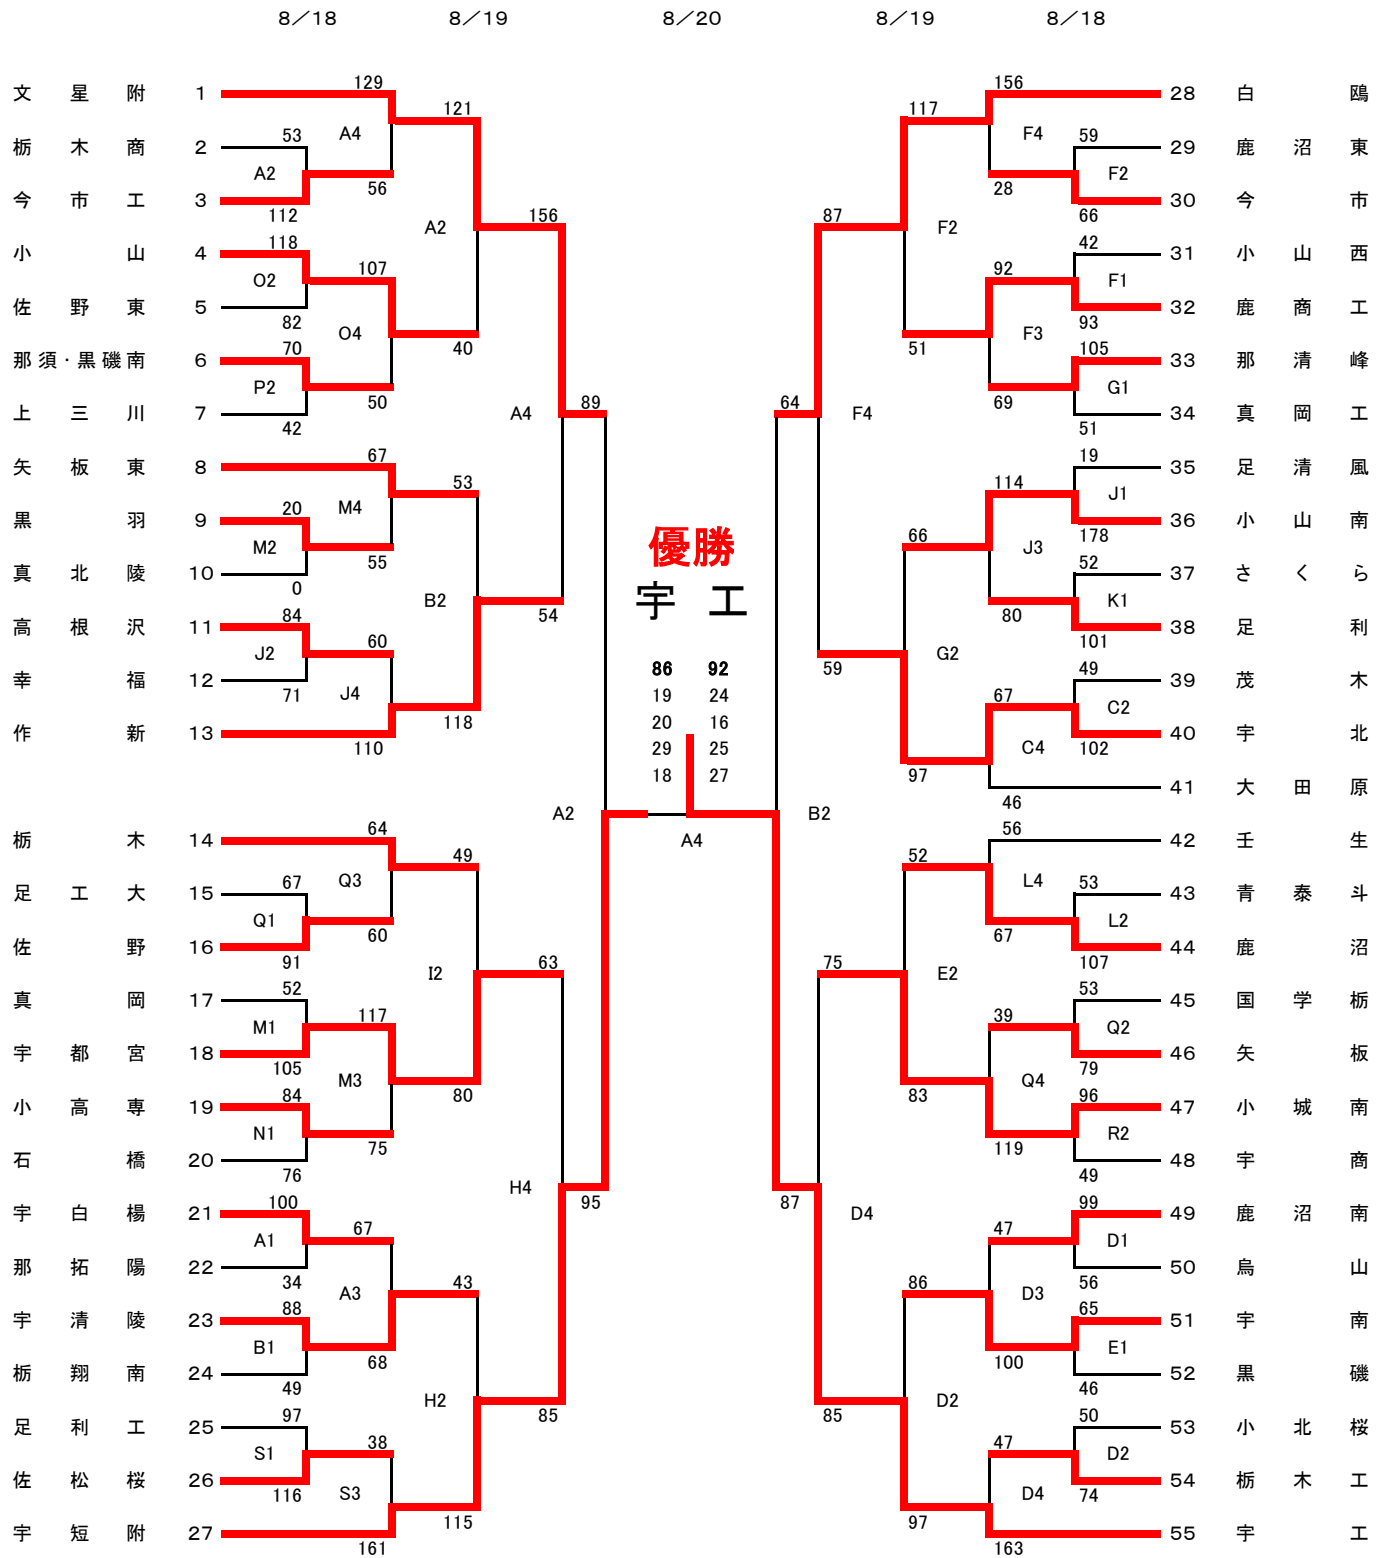 8／18 8／19 8／20 8／19 8／18
129 156
文星附 1 121 117 28 白鴎
A4 F4
53 59
栃木商 2 29 鹿沼東
A2 F2
56 28
今市工 3 30 今市
112 156 87 66
A2 F2
118 42
小山 4 31 小山西
107 92
O2 F1
佐野東 5 32 鹿商工
82 O4 F3 93
70 40 51 105
那須・黒磯南 6 33 那清峰
P2 G1
50 69
上三川 7 A4 89 64 F4 34 真岡工
42 51
67 19
矢板東 8 35 足清風
53 114
M4 J1
20
黒羽 9 優勝 36 小山南
66 178
M2 J3
55 52
真北陵 10 37 さくら
0
B2 宇工 K1
84 54 80
高根沢 11 38 足利
60 101
J2 G2
86 92 49
幸福 12 59 39 茂木
71 J4 19 24 67
C2
118 20 16
作新 13 40 宇北
110 29 25 C4 102
18 27 97
41 大田原
46
A2 B2
64 56
栃木 14 A4 42 壬生
49 52
Q3 L4
67 53
足工大 15 43 青泰斗
Q1 L2
60 67
佐野 16 44 鹿沼
91 63 75 107
I2 E2
52 53
真岡 17 45 国学栃
117 39
M1 Q2
宇都宮 18 46 矢板
105 79
M3 Q4
84 80 83 96
小高専 19 47 小城南
N1 R2
75 119
石橋 20 48 宇商
76 49
H4 95 87
100 99
宇白楊 21 D4 49 鹿沼南
67 47
A1 D1
那拓陽 22 50 烏山
34 43 86 56
A3 D3
88 65
宇清陵 23 51 宇南
B1 E1
68 100
栃翔南 24 52 黒磯
49 46
H2 D2
97 85 85 50
足利工 25 53 小北桜
38 47
S1 D2
佐松桜 26 54 栃木工
116 S3 D4 74
115 97
宇短附 27 55 宇工
161 163